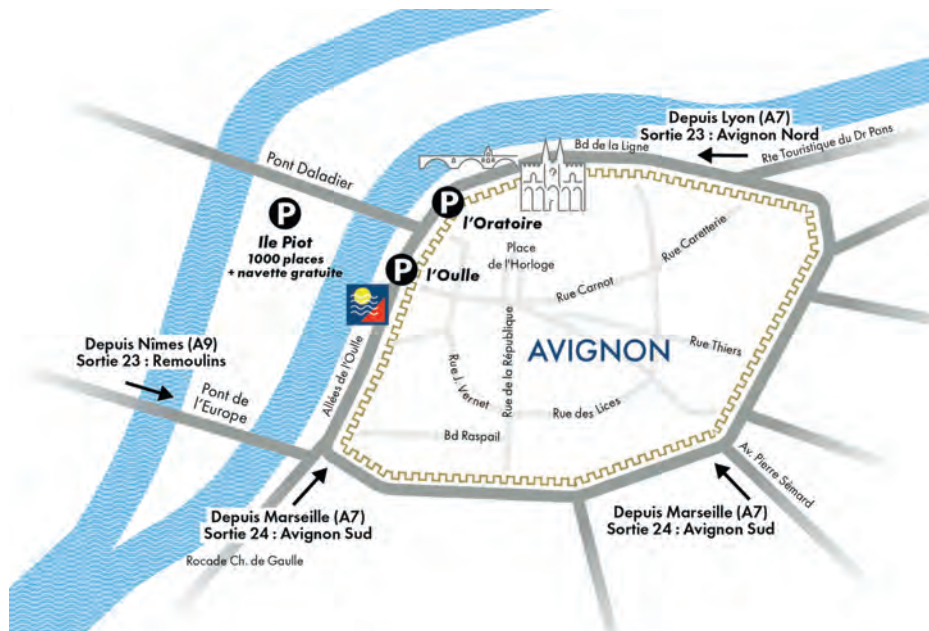 Depuis Lyon (A7)
Sortie 23 : Avignon Nord
Bd de la Ligne
Rte Touristique du Dr Pons
Pont Daladier
P
l'Oratoire
P
Ile Piot
1000 places
+ navette gratuite
P
l'Oulle
Place
de l'Horloge
Rue Carnot
Rue Caretterie
Depuis Nîmes (A9)
Sortie 23 : Remoulins
Pont de
l'Europe
Allées de l'Oulle
Rue J. Vernet
Rue de la République
AVIGNON
Rue Thiers
Rue des Lices
Bd Raspail
Av. Pierre Sémard
Depuis Marseille (A7)
Sortie 24 : Avignon Sud
Depuis Marseille (A7)
Sortie 24 : Avignon Sud
Rocade Ch. de Gaulle